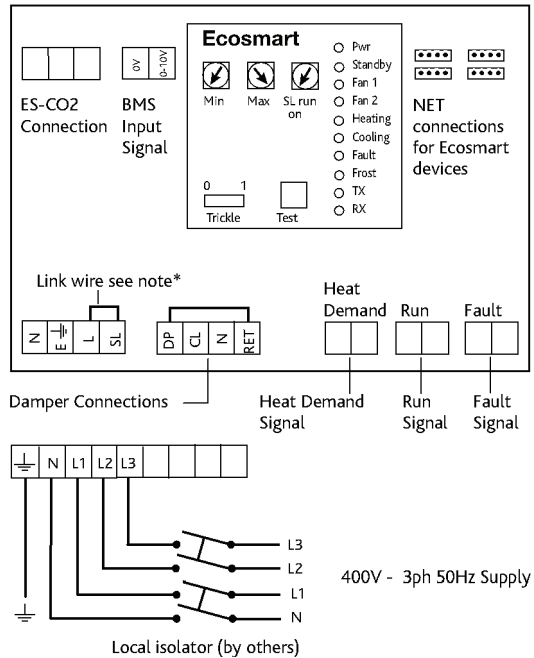 Ecosmart
0V
0-10V
Min
Max
SL run
on
Pwr
Standby
Fan 1
Fan 2
Heating
Cooling
Fault
Frost
TX
RX
0 1
Trickle
Test
ES-CO2
Connection
BMS
Input
Signal
NET
connections
for Ecosmart
devices
Link wire see note*
N
E
L
SL
DP
CL
N
RET
Heat
Demand
Run
Fault
Damper Connections
Heat Demand
Signal
Run
Signal
Fault
Signal
N L1 L2 L3
L3
L2
L1
N
400V - 3ph 50Hz Supply
Local isolator (by others)